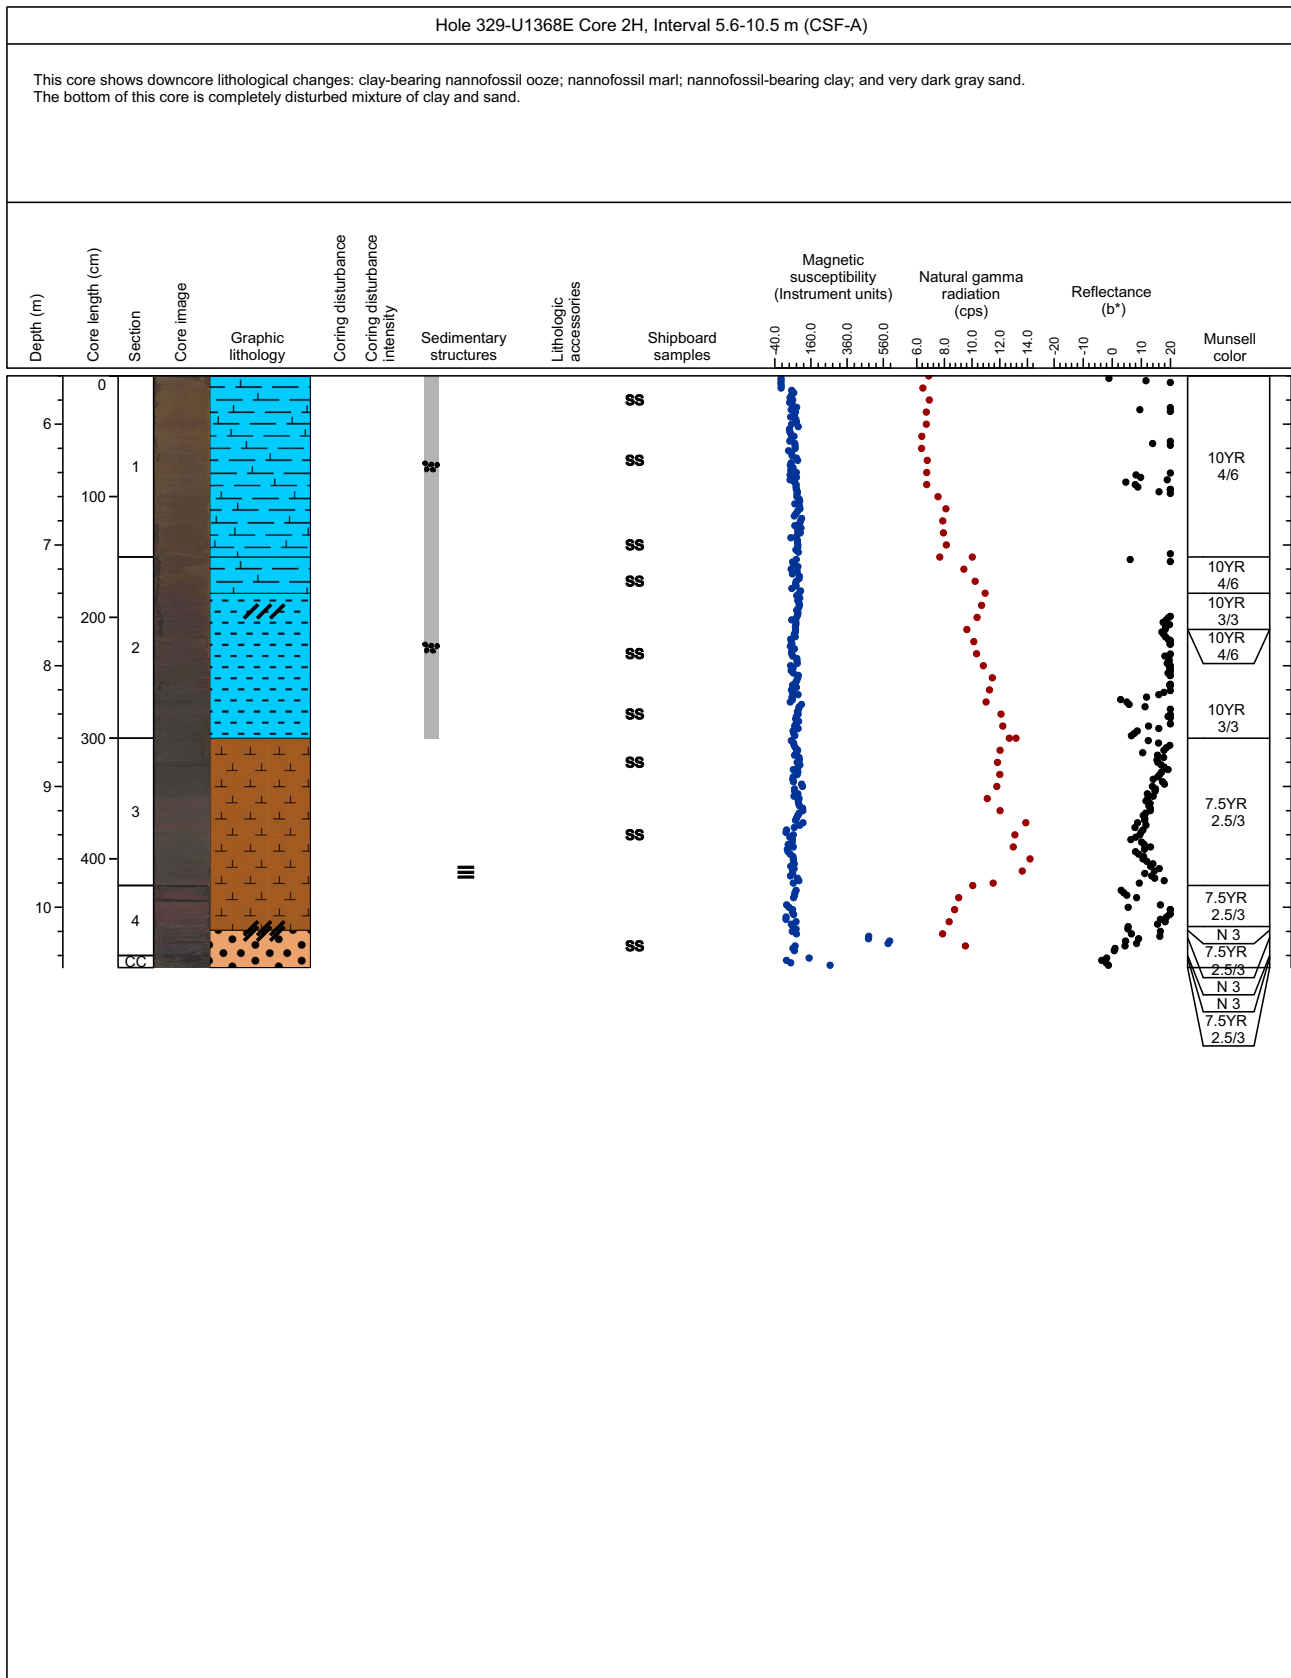 Hole 329-U1368E Core 2H, Interval 5.6-10.5 m (CSF-A)
This core shows downcore lithological changes: clay-bearing nannofossil ooze; nannofossil marl; nannofossil-bearing clay; and very dark gray sand.
The bottom of this core is completely disturbed mixture of clay and sand.
Depth (m)
Core length (cm)
Section
Core image
Graphic
lithology
Coring disturbance
Coring disturbance
intensity
Sedimentary
structures
Lithologic
accessories
Shipboard
samples
Magnetic
susceptibility
(Instrument units)
-40.0 160.0 360.0 560.0
Natural gamma
radiation
(cps)
6.0 8.0 10.0 12.0 14.0
Reflectance
(b*)
-20 -10 0 10 20
Munsell
color
0
6
100
7
200
8
300
9
400
10
1
2
3
4
CC
SS
SS
SS
SS
SS
SS
SS
SS
SS
10YR
4/6
10YR
4/6
10YR
3/3
10YR
4/6
10YR
3/3
7.5YR
2.5/3
7.5YR
2.5/3
N 3
7.5YR
2.5/3
N 3
N 3
7.5YR
2.5/3